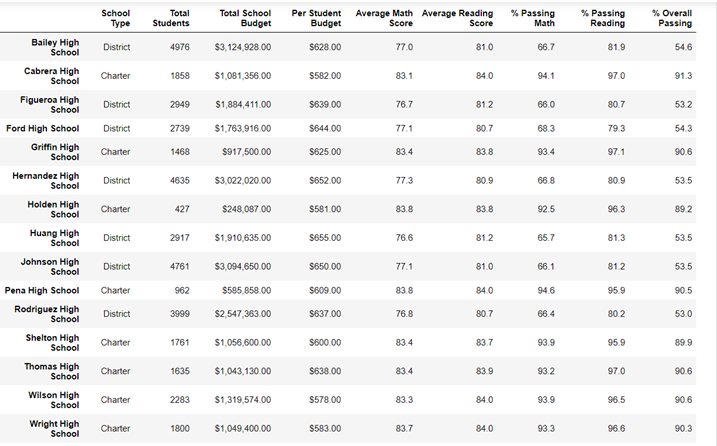 School Type Total Students Total School Budget Per Student Budget Average Math Score Average Reading Score % Passing Math % Passing Reading % Overall Passing
Bailey High School District 4976 $3,124,928.00 $628.00 77.0 81.0 66.7 81.9 54.6
Cabrera High School Charter 1858 $1,081,356.00 $582.00 83.1 84.0 94.1 97.0 91.3
Figueroa High School District 2949 $1,884,411.00 $639.00 76.7 81.2 66.0 80.7 53.2
Ford High School District 2739 $1,763,916.00 $644.00 77.1 80.7 68.3 79.3 54.3
Griffin High School Charter 1468 $917,500.00 $625.00 83.4 83.8 93.4 97.1 90.6
Hernandez High School District 4635 $3,022,020.00 $652.00 77.3 80.9 66.8 80.9 53.5
Holden High School Charter 427 $248,087.00 $581.00 83.8 83.8 92.5 96.3 89.2
Huang High School District 2917 $1,910,635.00 $655.00 76.6 81.2 65.7 81.3 53.5
Johnson High School District 4761 $3,094,650.00 $650.00 77.1 81.0 66.1 81.2 53.5
Pena High School Charter 962 $585,858.00 $609.00 83.8 84.0 94.6 95.9 90.5
Rodriguez High School District 3999 $2,547,363.00 $637.00 76.8 80.7 66.4 80.2 53.0
Shelton High School Charter 1761 $1,056,600.00 $600.00 83.4 83.7 93.9 95.9 89.9
Thomas High School Charter 1635 $1,043,130.00 $638.00 83.4 83.9 93.2 97.0 90.6
Wilson High School Charter 2283 $1,319,574.00 $578.00 83.3 84.0 93.9 96.5 90.6
Wright High School Charter 1800 $1,049,400.00 $583.00 83.7 84.0 93.3 96.6 90.3